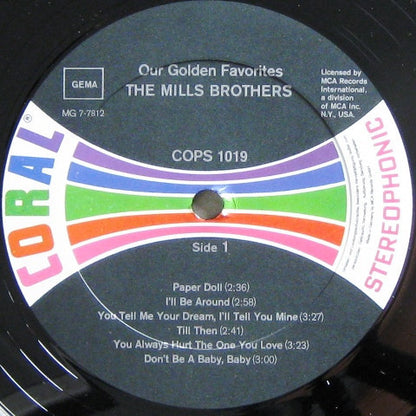 Our Golden Favorites
THE MILLS BROTHERS
GEMA
MG 7-7812
Licensed by
MCA Records
International,
a division
of MCA Inc.
N.Y., USA.
COPS 1019
CORAL®
STEREOPHONIC
Side 1
Paper Doll (2:36)
I'll Be Around (2:58)
You Tell Me Your Dream, I'll Tell You Mine (3:27)
Till Then (2:41)
You Always Hurt The One You Love (3:23)
Don't Be A Baby, Baby (3:00)